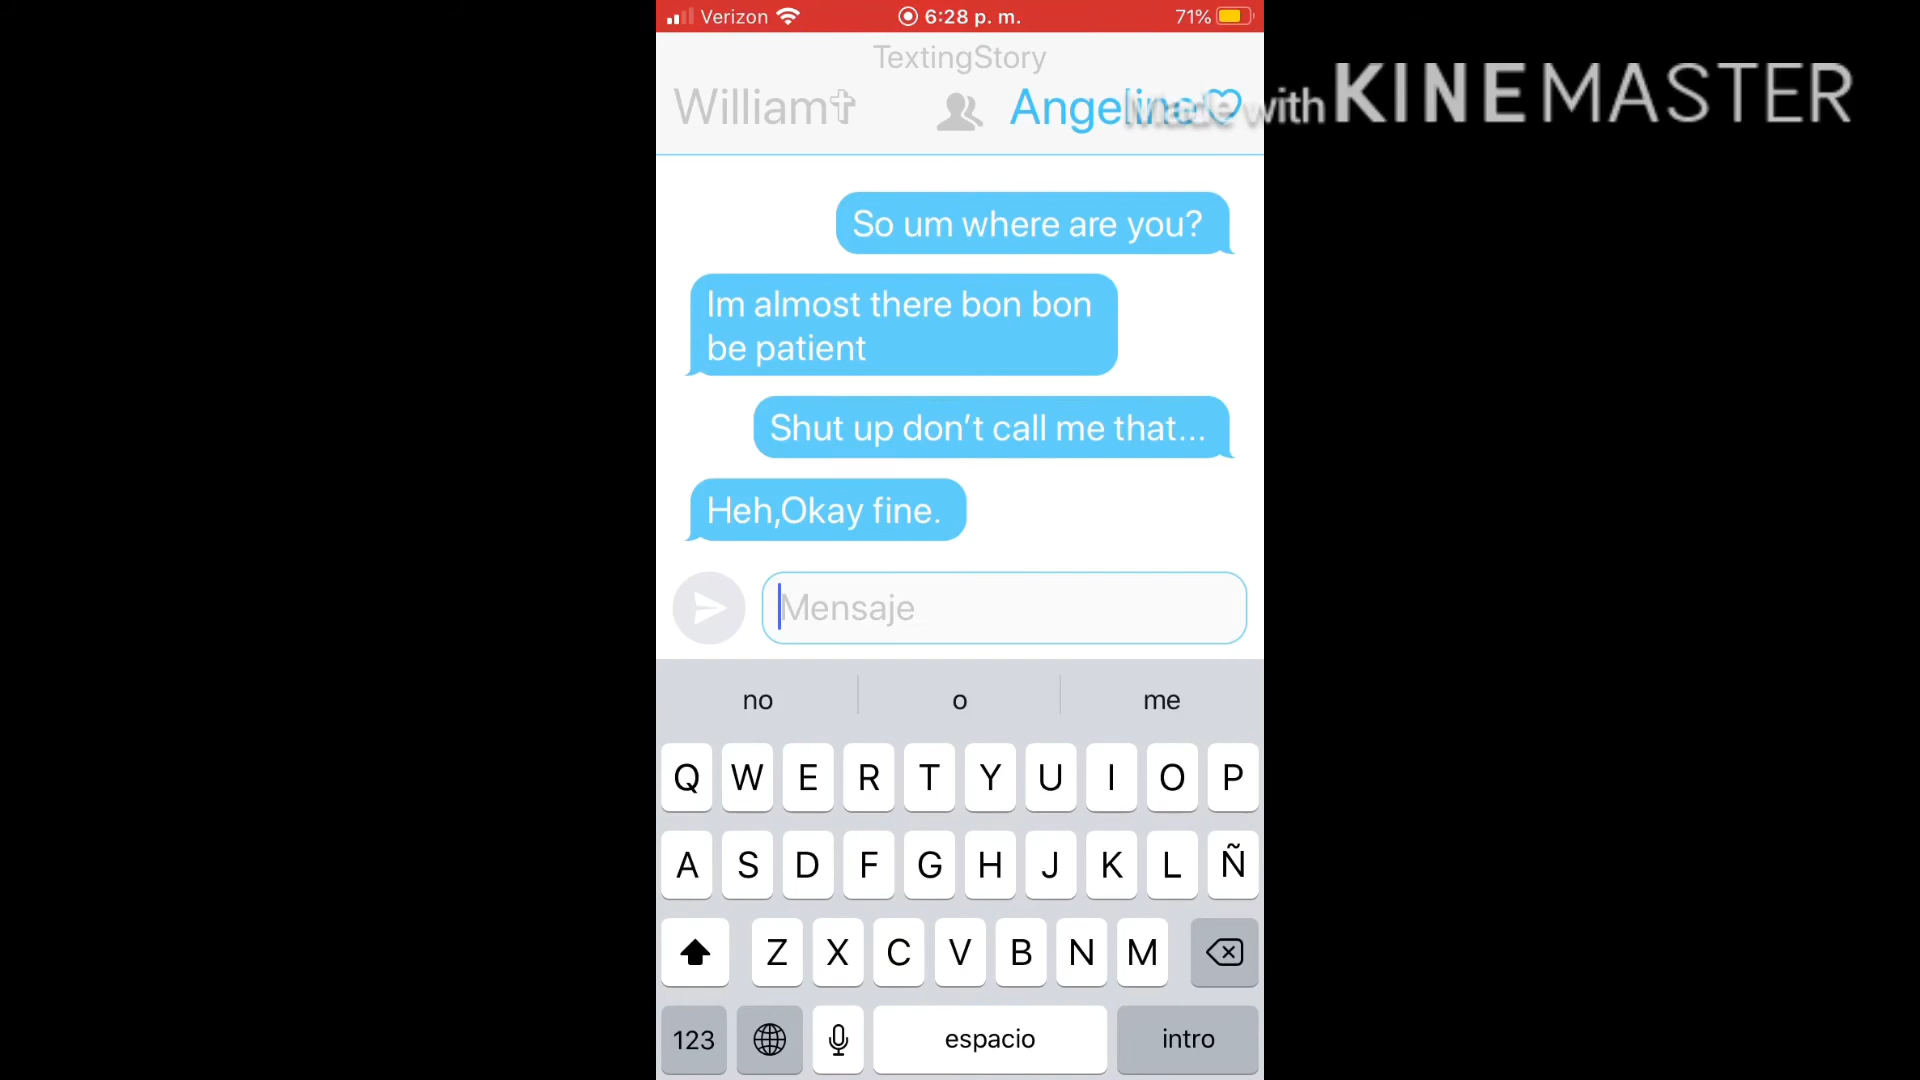 Verizon 6:28 p. m. 71%
TextingStory
William✞ Angelina♡
Made with KINEMASTER
So um where are you?
Im almost there bon bon
be patient
Shut up don’t call me that...
Heh,Okay fine.
Mensaje
no o me
Q W E R T Y U I O P
A S D F G H J K L Ñ
Z X C V B N M
123 espacio intro